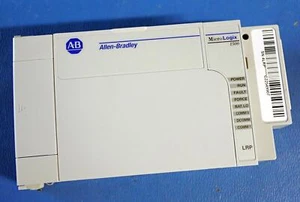 AB
Allen-Bradley
MicroLogix
1500
POWER
RUN
FAULT
FORCE
BAT. LO
COMM 0
DCOMM
COMM 1
LRP